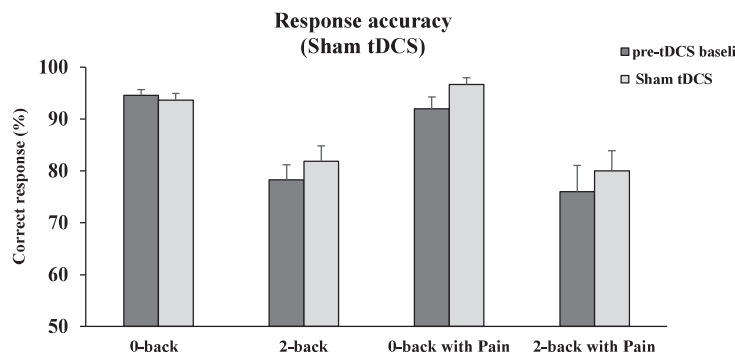 Response accuracy
(Sham tDCS)
pre-tDCS baseli
Sham tDCS
Correct response (%)
100
90
80
70
60
50
0-back
2-back
0-back with Pain
2-back with Pain